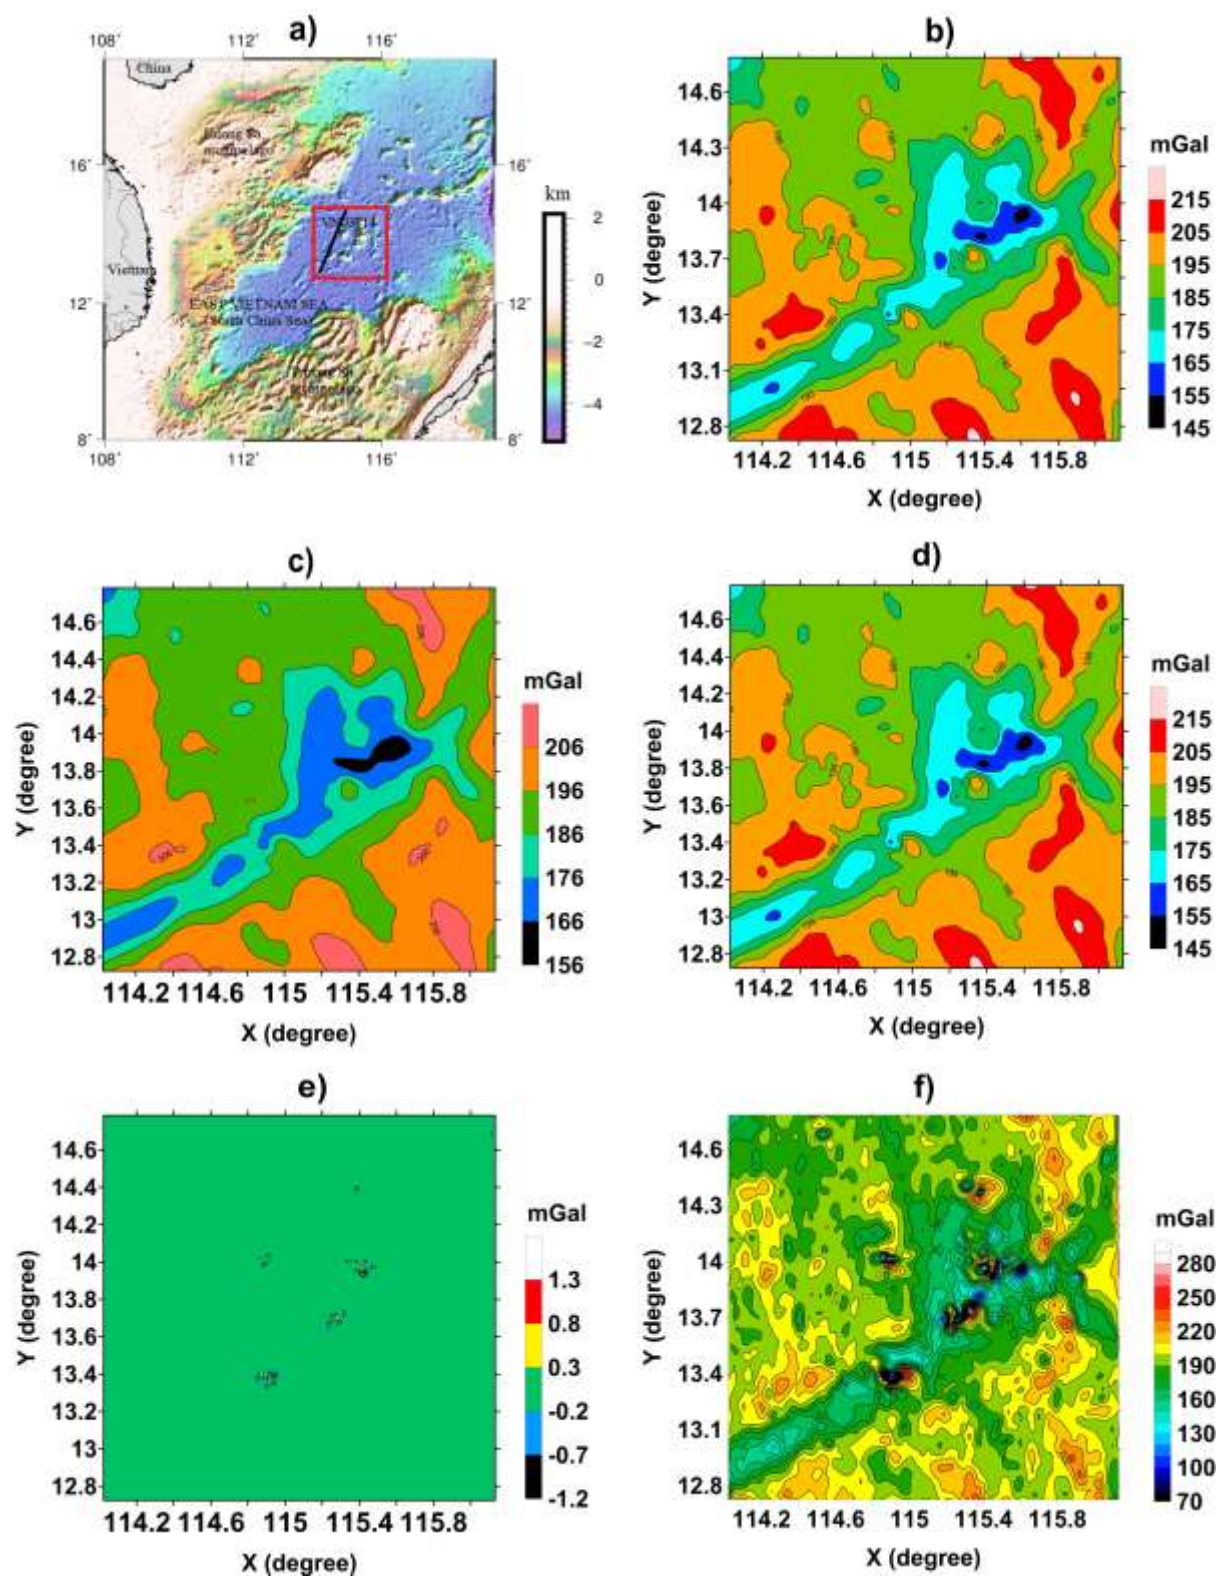 a)
108° 112° 116°
China
km
16°
12°
8°
Vietnam
EAST VIETNAM SEA
(South China Sea)
2
0
−2
−4
108° 112° 116°
b)
14.6
14.3
14
13.7
13.4
13.1
12.8
Y (degree)
114.2 114.6 115 115.4 115.8
X (degree)
mGal
215
205
195
185
175
165
155
145
c)
14.6
14.4
14.2
14
13.8
13.6
13.4
13.2
13
12.8
Y (degree)
114.2 114.6 115 115.4 115.8
X (degree)
mGal
206
196
186
176
166
156
d)
14.6
14.4
14.2
14
13.8
13.6
13.4
13.2
13
12.8
Y (degree)
114.2 114.6 115 115.4 115.8
X (degree)
mGal
215
205
195
185
175
165
155
145
e)
14.6
14.4
14.2
14
13.8
13.6
13.4
13.2
13
12.8
Y (degree)
114.2 114.6 115 115.4 115.8
X (degree)
mGal
1.3
0.8
0.3
-0.2
-0.7
-1.2
f)
14.6
14.3
14
13.7
13.4
13.1
12.8
Y (degree)
114.2 114.6 115 115.4 115.8
X (degree)
mGal
280
250
220
190
160
130
100
70